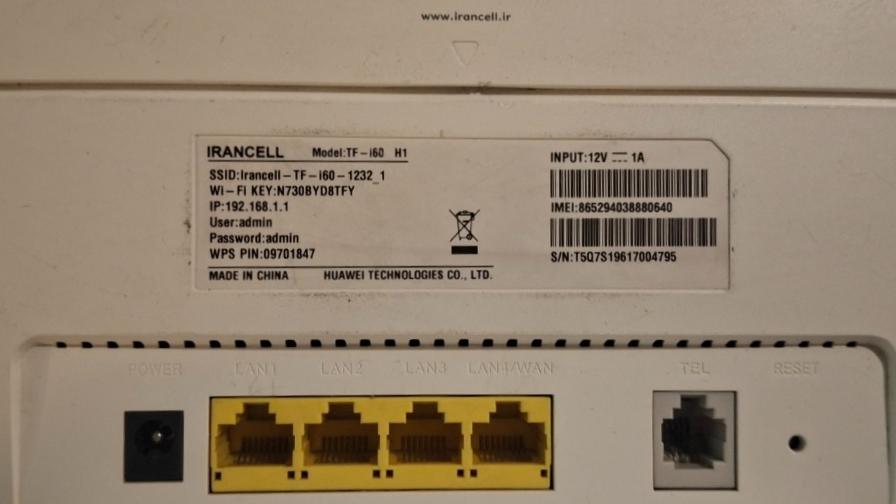 www.irancell.ir
IRANCELL Model:TF-i60 H1
SSID:Irancell-TF-i60-1232_1
Wi-Fi KEY:N730BYD8TFY
IP:192.168.1.1
User:admin
Password:admin
WPS PIN:09701847
MADE IN CHINA HUAWEI TECHNOLOGIES CO., LTD.
INPUT:12V ⎓ 1A
IMEI:865294038880640
S/N:T5Q7S19617004795
POWER LAN1 LAN2 LAN3 LAN4/WAN TEL RESET